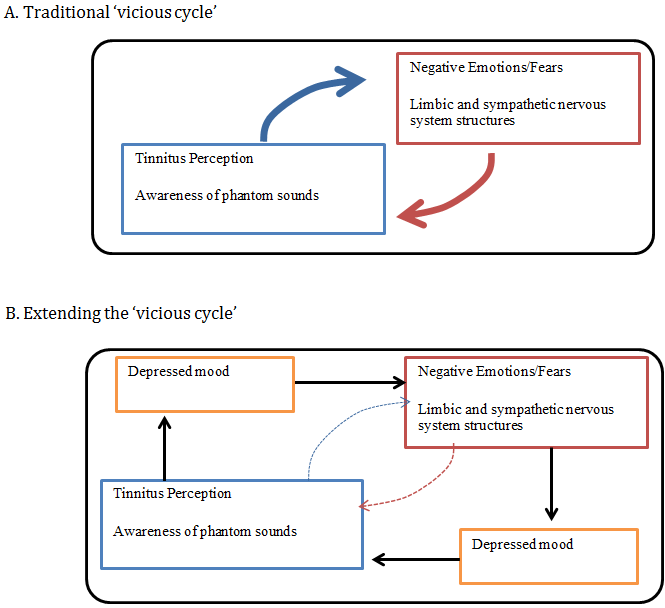 A. Traditional ‘vicious cycle’
Negative Emotions/Fears
Limbic and sympathetic nervous
system structures
Tinnitus Perception
Awareness of phantom sounds
B. Extending the ‘vicious cycle’
Depressed mood
Negative Emotions/Fears
Limbic and sympathetic nervous
system structures
Tinnitus Perception
Awareness of phantom sounds
Depressed mood